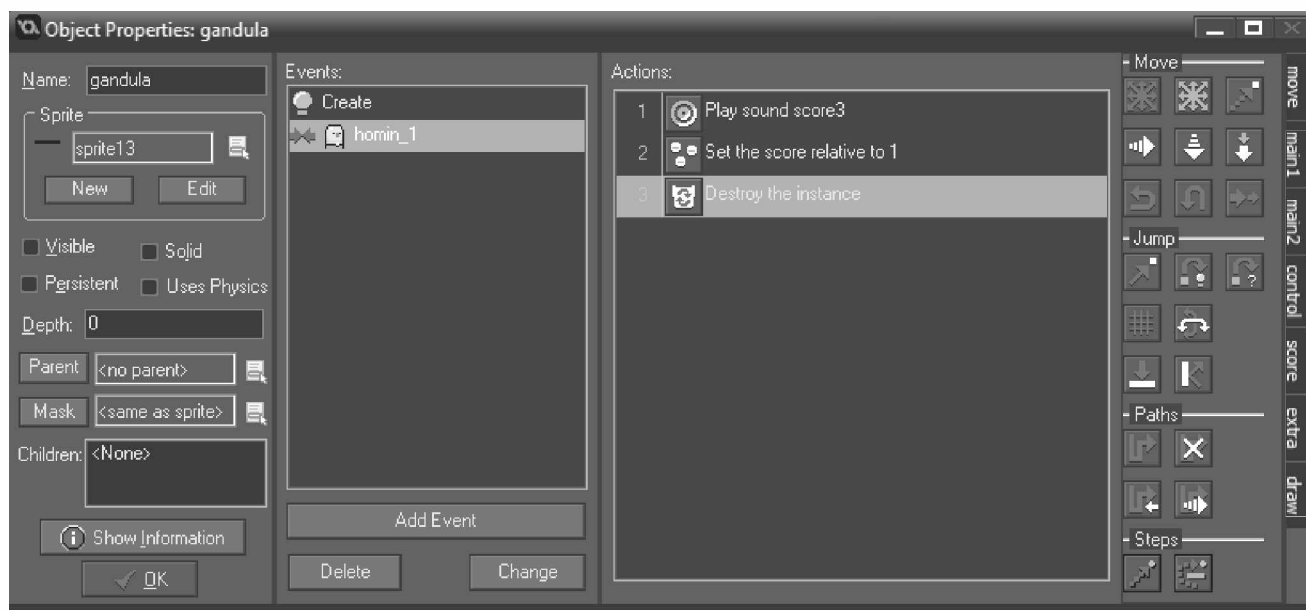 Object Properties: gandula
Name: gandula
Sprite
sprite13
New Edit
Visible Solid
Persistent Uses Physics
Depth: 0
Parent <no parent>
Mask <same as sprite>
Children: <None>
Show Information
OK
Events:
Create
homin_1
Add Event
Delete Change
Actions:
1 Play sound score3
2 Set the score relative to 1
3 Destroy the instance
Move
Jump
?
Paths
Steps
move
main1
main2
control
score
extra
draw